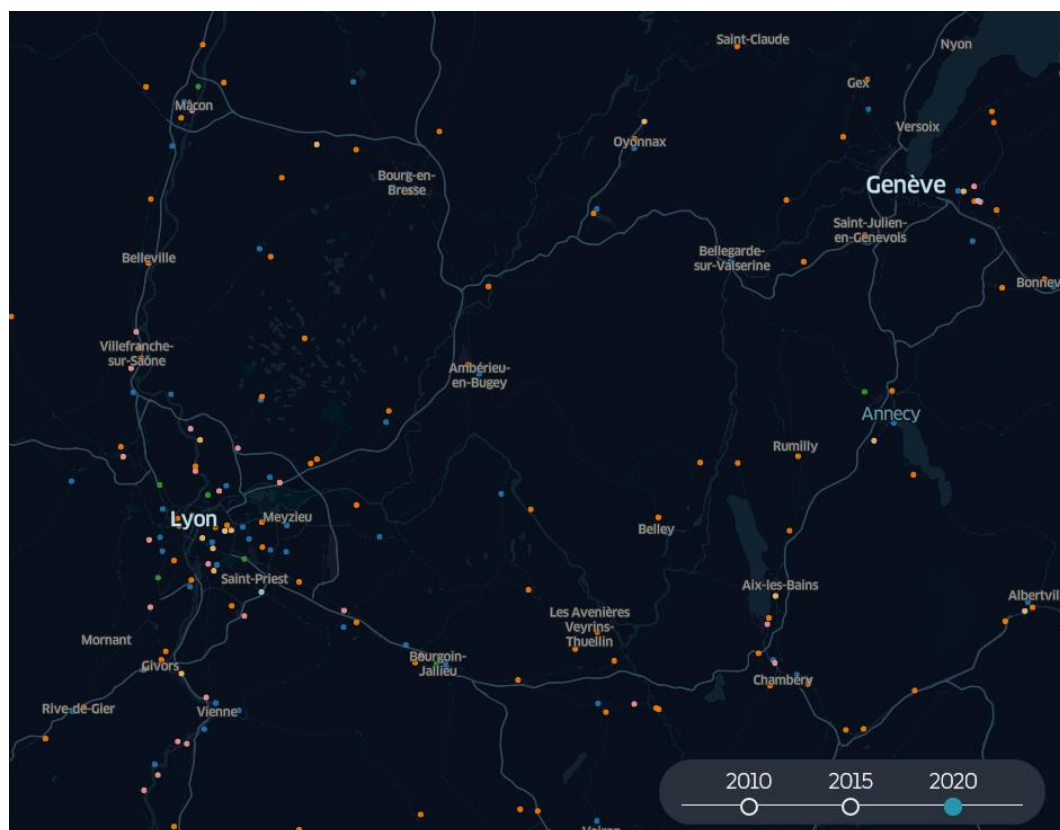 Saint-Claude
Nyon
Gex
Mâcon
Versoix
Oyonnax
Bourg-en-
Bresse
Genève
Saint-Julien-
en-Genevois
Belleville
Bellegarde-
sur-Valserine
Bonnev
Villefranche-
sur-Saône
Ambérieu-
en-Bugey
Annecy
Rumilly
Lyon
Meyzieu
Belley
Saint-Priest
Aix-les-Bains
Albertvil
Les Avenières
Veyrins-
Thuellin
Mornant
Givors
Bourgoin-
Jallieu
Chambéry
Rive-de-Gier
Vienne
2010
2015
2020
Voiron